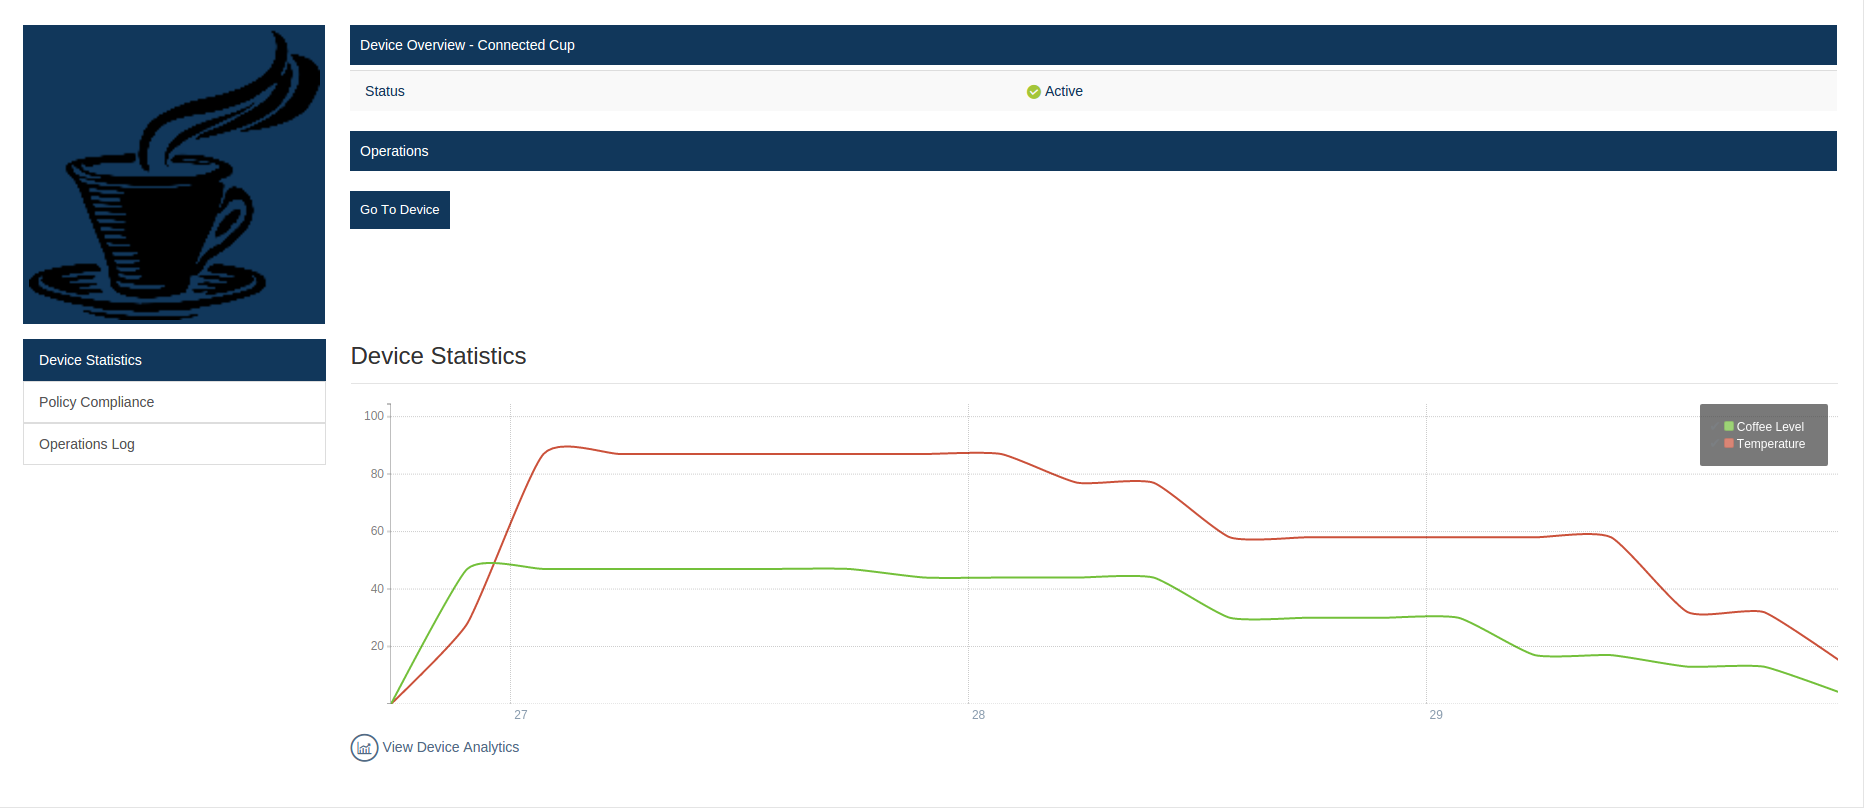 Device Overview - Connected Cup
Status
Active
Operations
Go To Device
Device Statistics
Policy Compliance
Operations Log
Device Statistics
100
80
60
40
20
Coffee Level
Temperature
27
28
29
View Device Analytics